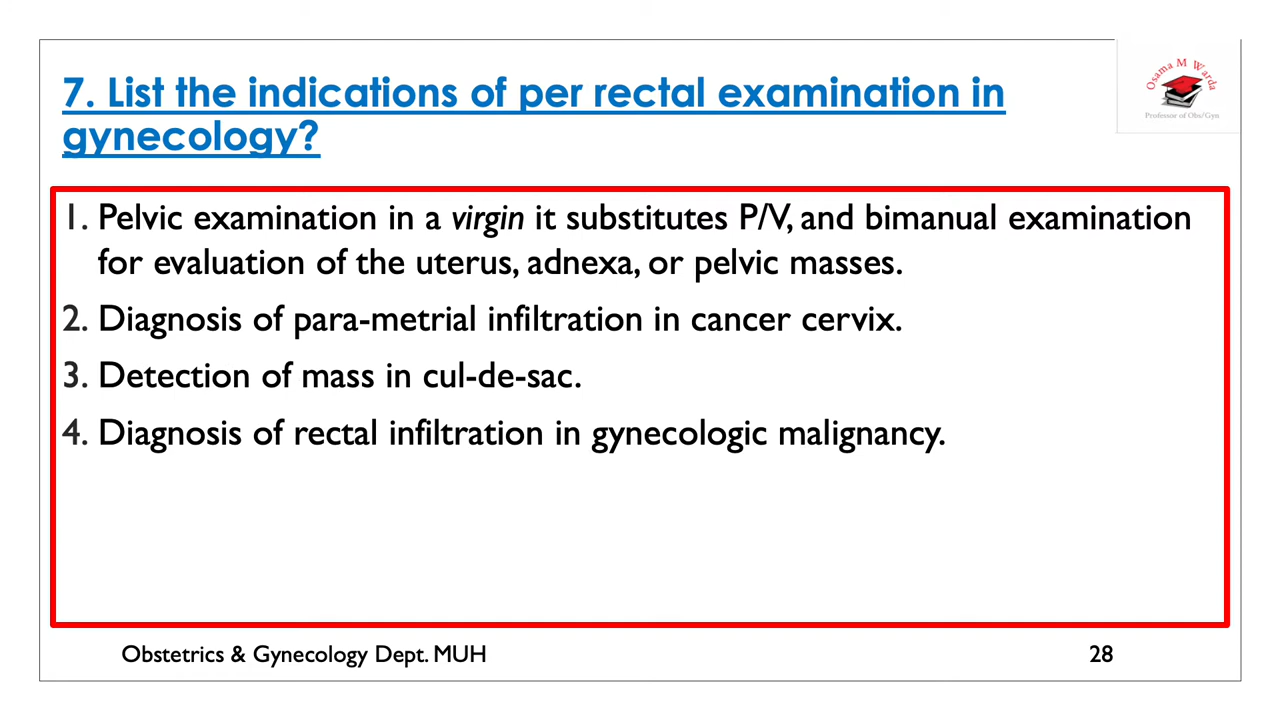 7. List the indications of per rectal examination in
gynecology?
Osama M Warda
Professor of Obs/Gyn
1. Pelvic examination in a virgin it substitutes P/V, and bimanual examination
for evaluation of the uterus, adnexa, or pelvic masses.
2. Diagnosis of para-metrial infiltration in cancer cervix.
3. Detection of mass in cul-de-sac.
4. Diagnosis of rectal infiltration in gynecologic malignancy.
Obstetrics & Gynecology Dept. MUH
28